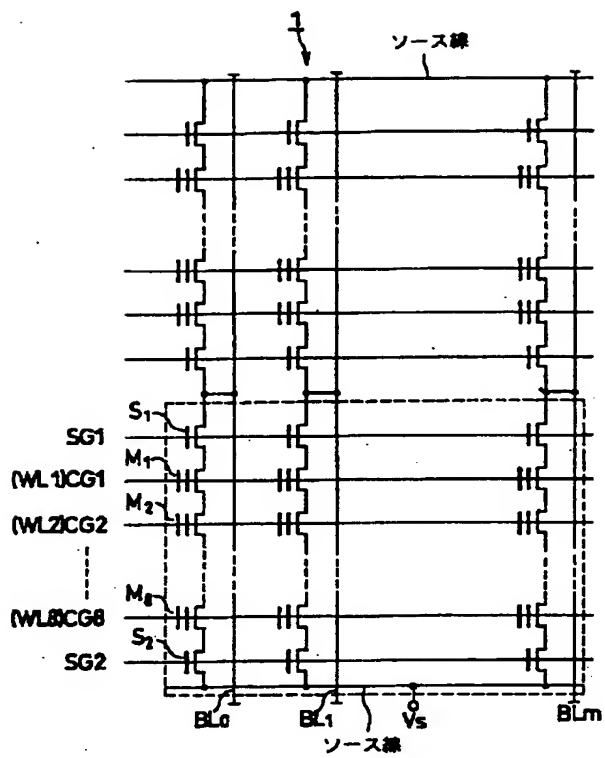 1
ソース線
S1
SG1
M1
(WL1)CG1
M2
(WL2)CG2
M8
(WL8)CG8
S2
SG2
BL0
BL1
Vs
BLm
ソース線